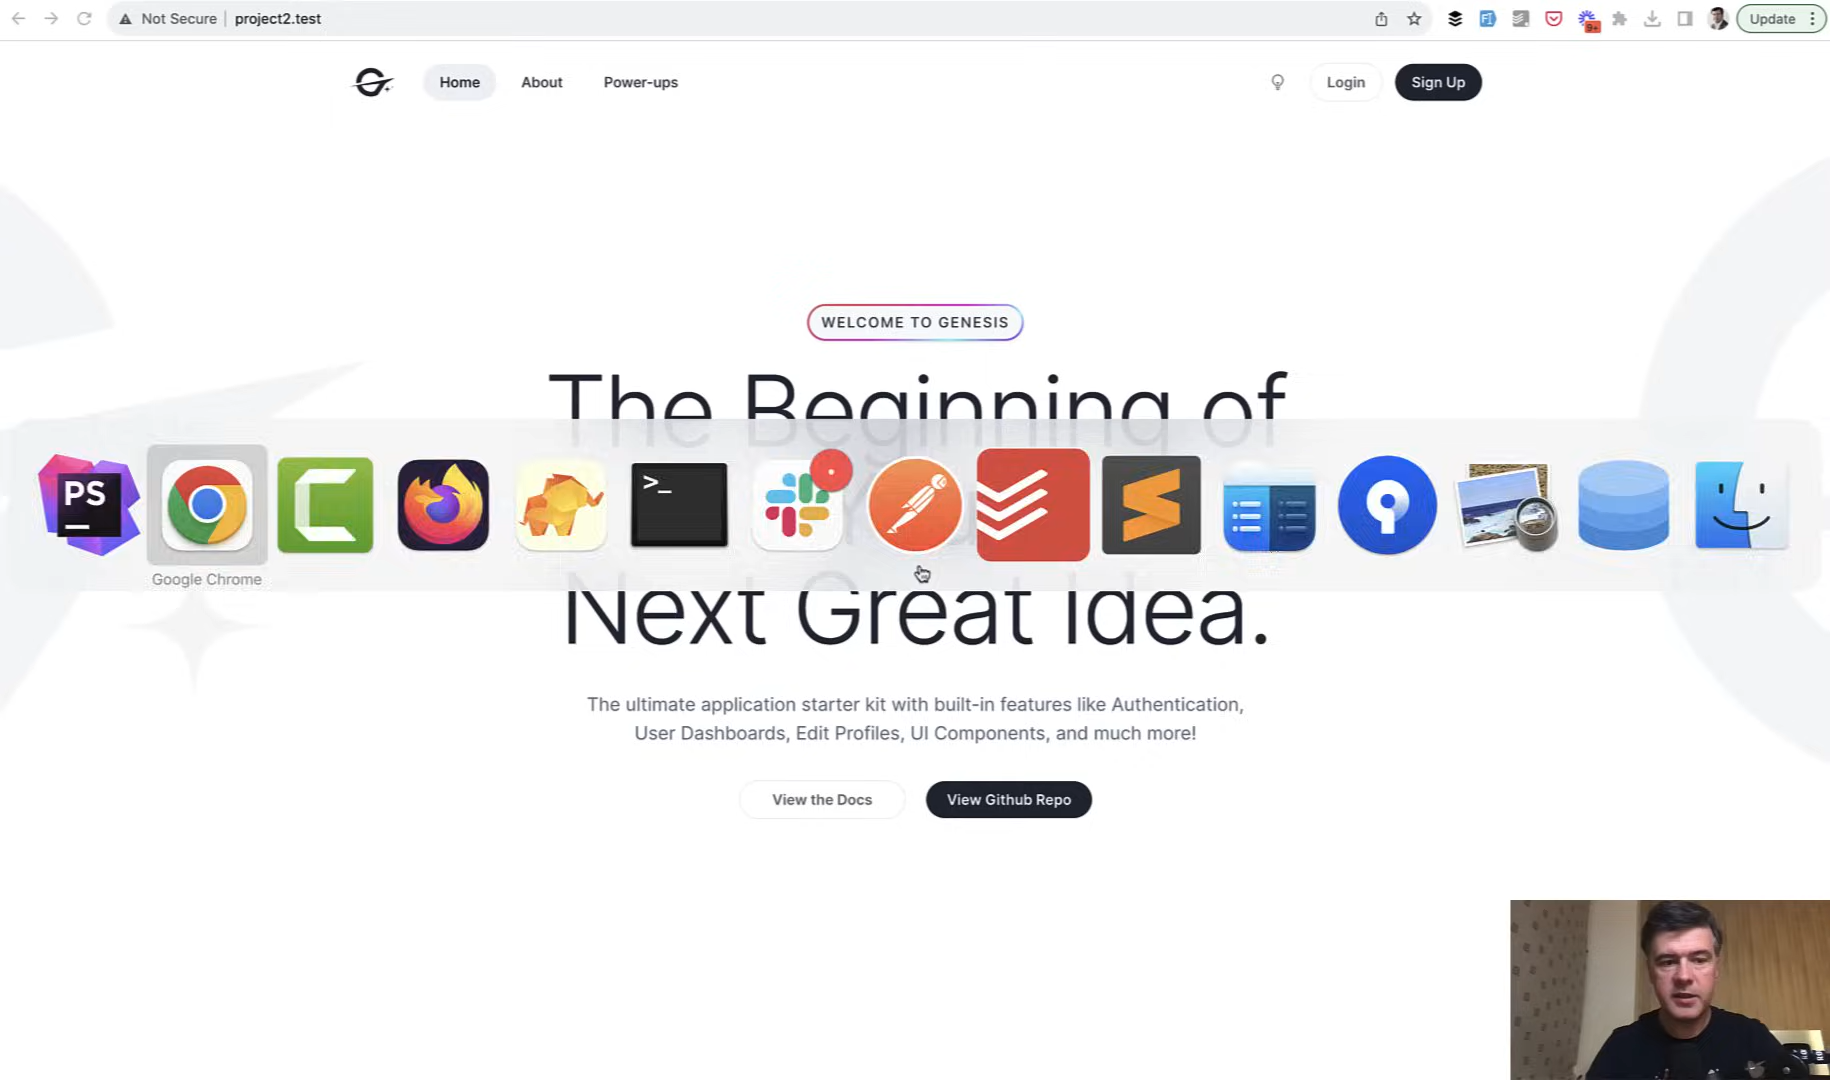 Not Secure | project2.test
Update
Home
About
Power-ups
Login
Sign Up
WELCOME TO GENESIS
The Beginning of
PS
>_
Google Chrome
Next Great Idea.
The ultimate application starter kit with built-in features like Authentication,
User Dashboards, Edit Profiles, UI Components, and much more!
View the Docs
View Github Repo